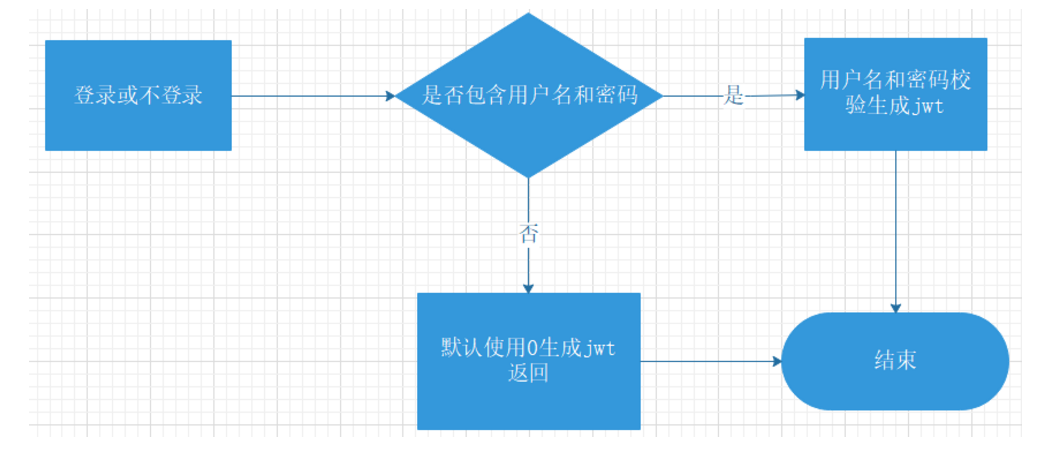 登录或不登录
是否包含用户名和密码
是
用户名和密码校
验生成jwt
否
默认使用0生成jwt
返回
结束